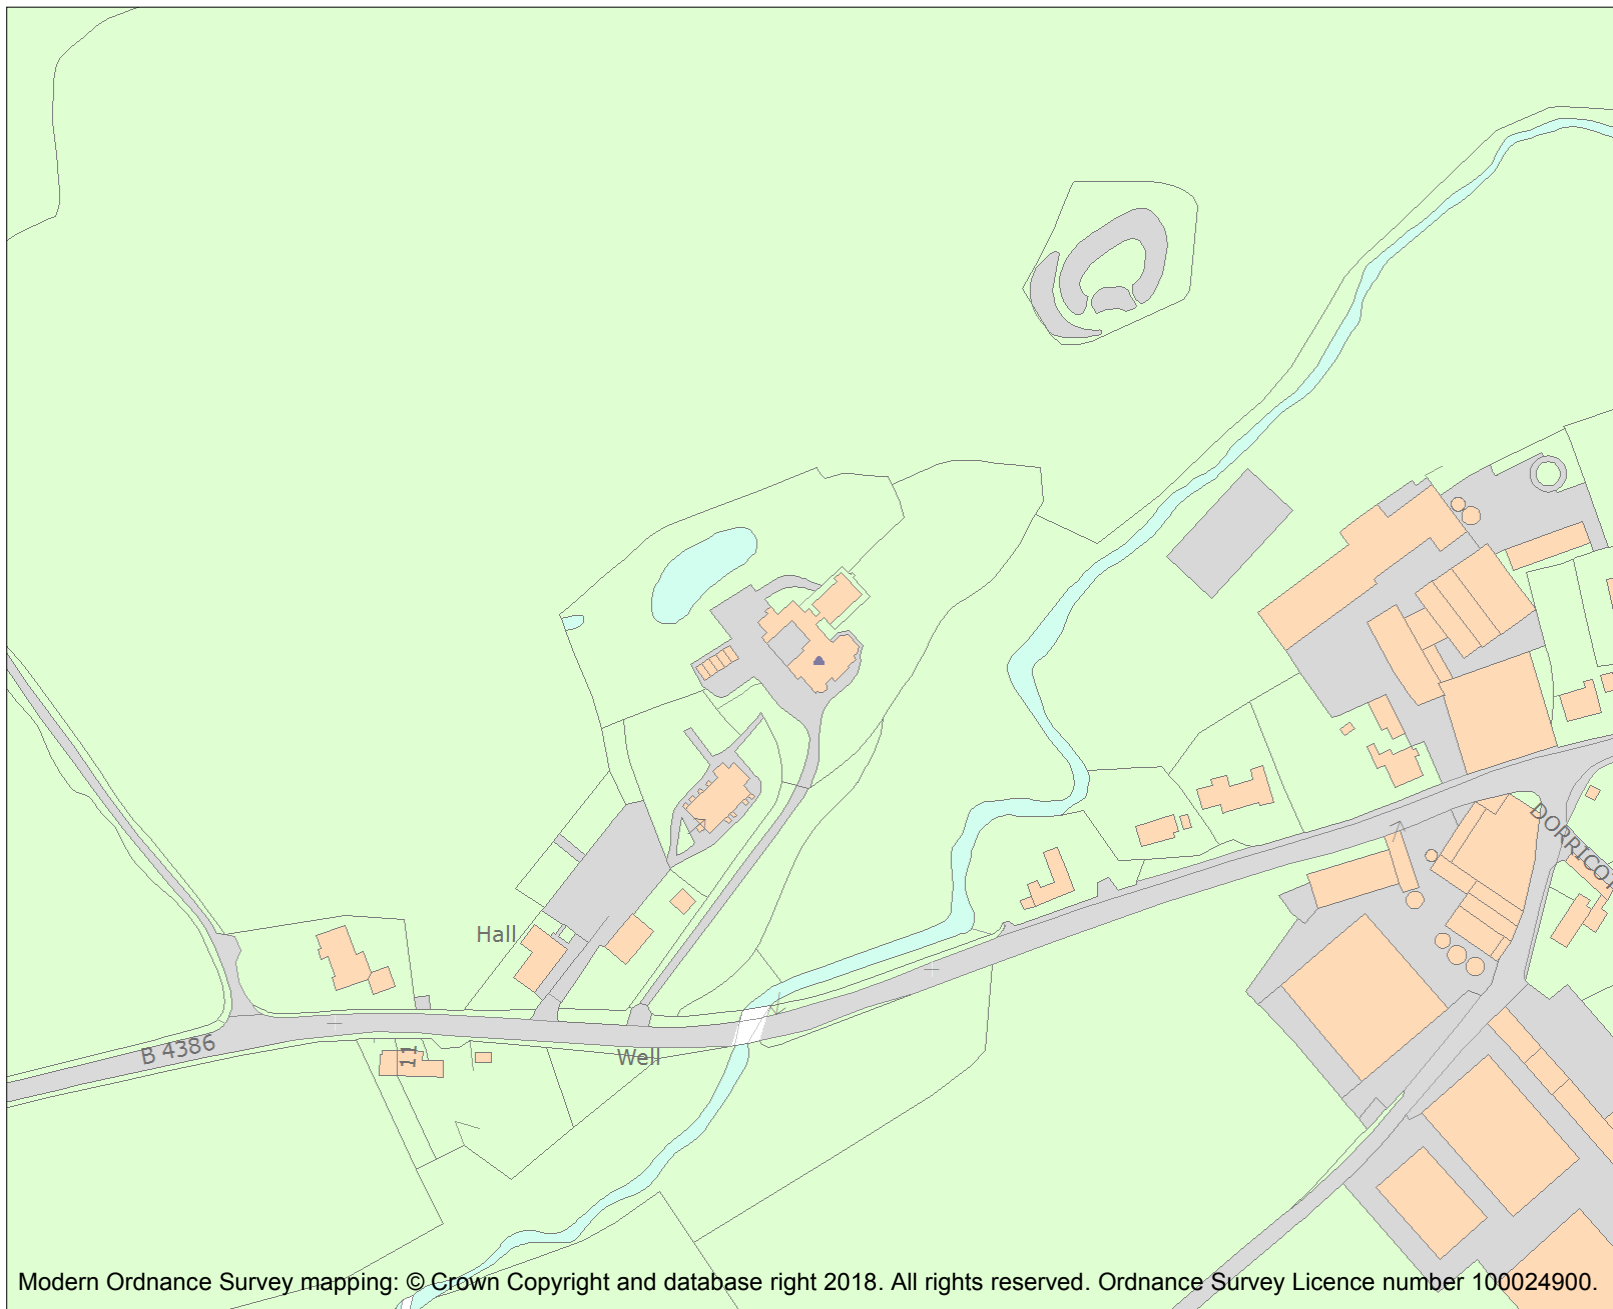 DORRICO
Hall
B 4386
11
Well
Modern Ordnance Survey mapping: © Crown Copyright and database right 2018. All rights reserved. Ordnance Survey Licence number 100024900.